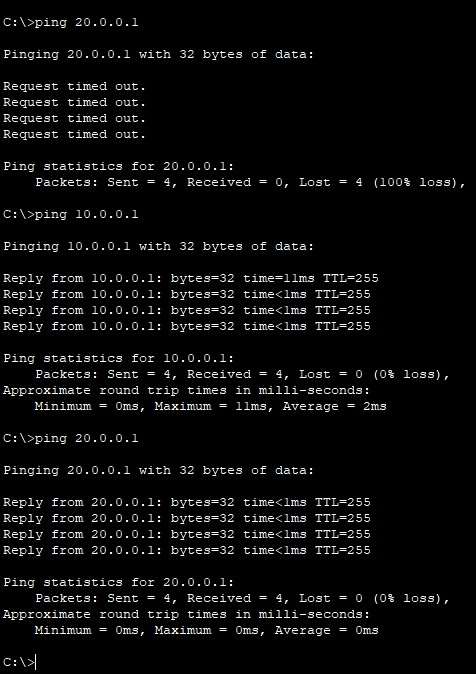 C:\>ping 20.0.0.1
Pinging 20.0.0.1 with 32 bytes of data:
Request timed out.
Request timed out.
Request timed out.
Request timed out.
Ping statistics for 20.0.0.1:
    Packets: Sent = 4, Received = 0, Lost = 4 (100% loss),
C:\>ping 10.0.0.1
Pinging 10.0.0.1 with 32 bytes of data:
Reply from 10.0.0.1: bytes=32 time=11ms TTL=255
Reply from 10.0.0.1: bytes=32 time<1ms TTL=255
Reply from 10.0.0.1: bytes=32 time<1ms TTL=255
Reply from 10.0.0.1: bytes=32 time<1ms TTL=255
Ping statistics for 10.0.0.1:
    Packets: Sent = 4, Received = 4, Lost = 0 (0% loss),
Approximate round trip times in milli-seconds:
    Minimum = 0ms, Maximum = 11ms, Average = 2ms
C:\>ping 20.0.0.1
Pinging 20.0.0.1 with 32 bytes of data:
Reply from 20.0.0.1: bytes=32 time<1ms TTL=255
Reply from 20.0.0.1: bytes=32 time<1ms TTL=255
Reply from 20.0.0.1: bytes=32 time<1ms TTL=255
Reply from 20.0.0.1: bytes=32 time<1ms TTL=255
Ping statistics for 20.0.0.1:
    Packets: Sent = 4, Received = 4, Lost = 0 (0% loss),
Approximate round trip times in milli-seconds:
    Minimum = 0ms, Maximum = 0ms, Average = 0ms
C:\>